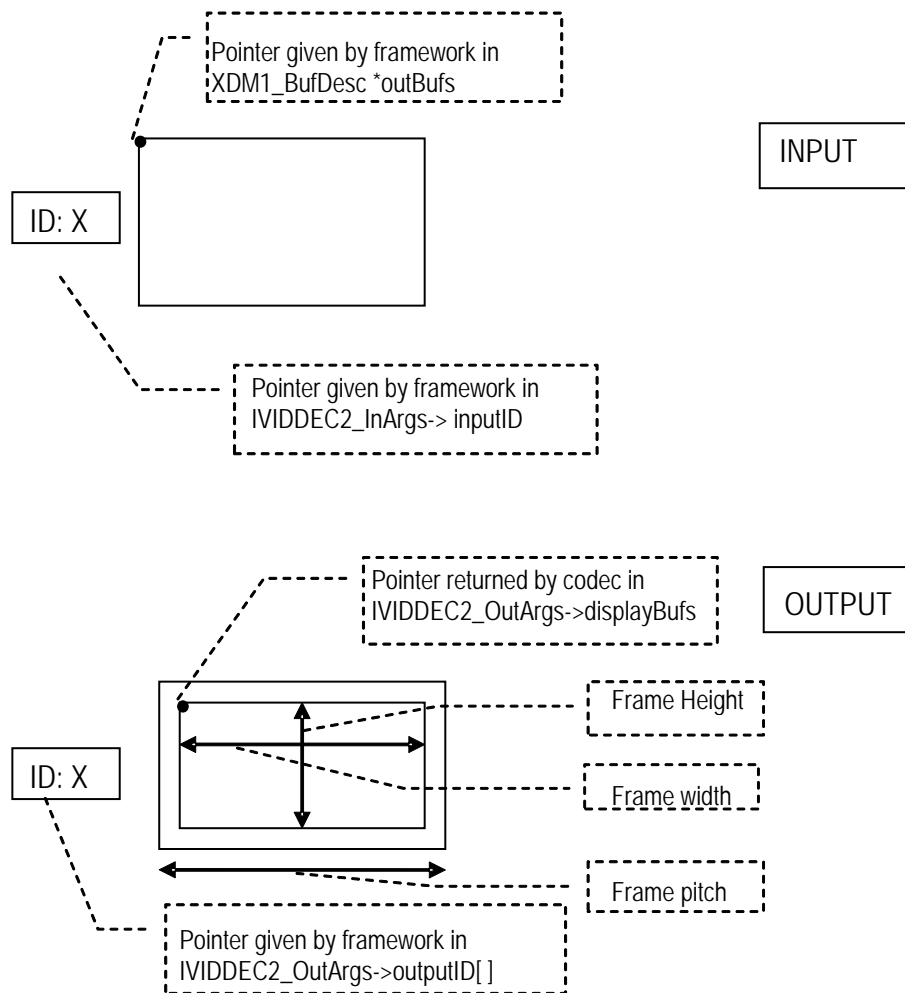 Pointer given by framework in
XDM1_BufDesc *outBufs
INPUT
ID: X
Pointer given by framework in
IVIDDEC2_InArgs-> inputID
Pointer returned by codec in
IVIDDEC2_OutArgs->displayBufs
OUTPUT
Frame Height
ID: X
Frame width
Frame pitch
Pointer given by framework in
IVIDDEC2_OutArgs->outputID[ ]